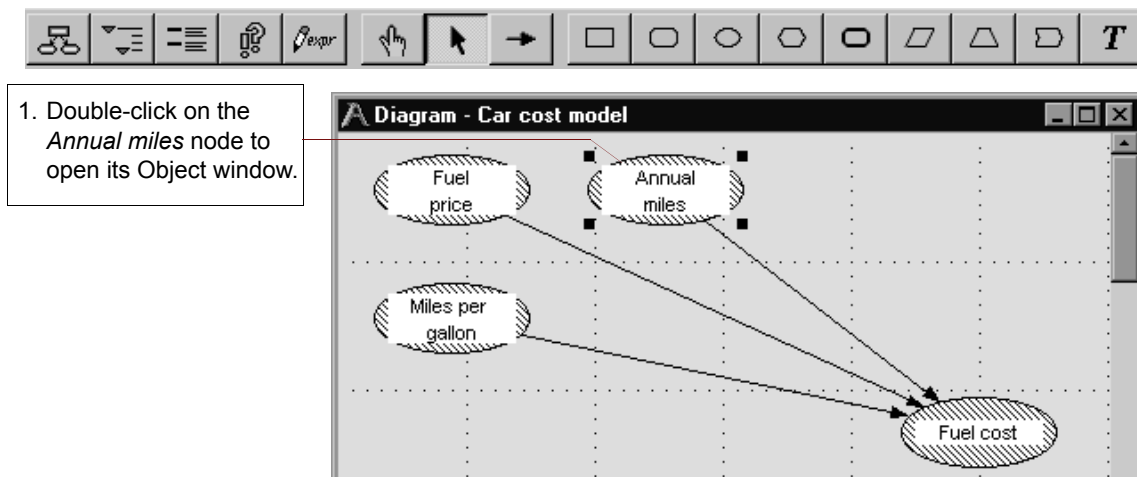 expr
T
1. Double-click on the
Annual miles node to
open its Object window.
Diagram - Car cost model
Fuel
price
Annual
miles
Miles per
gallon
Fuel cost